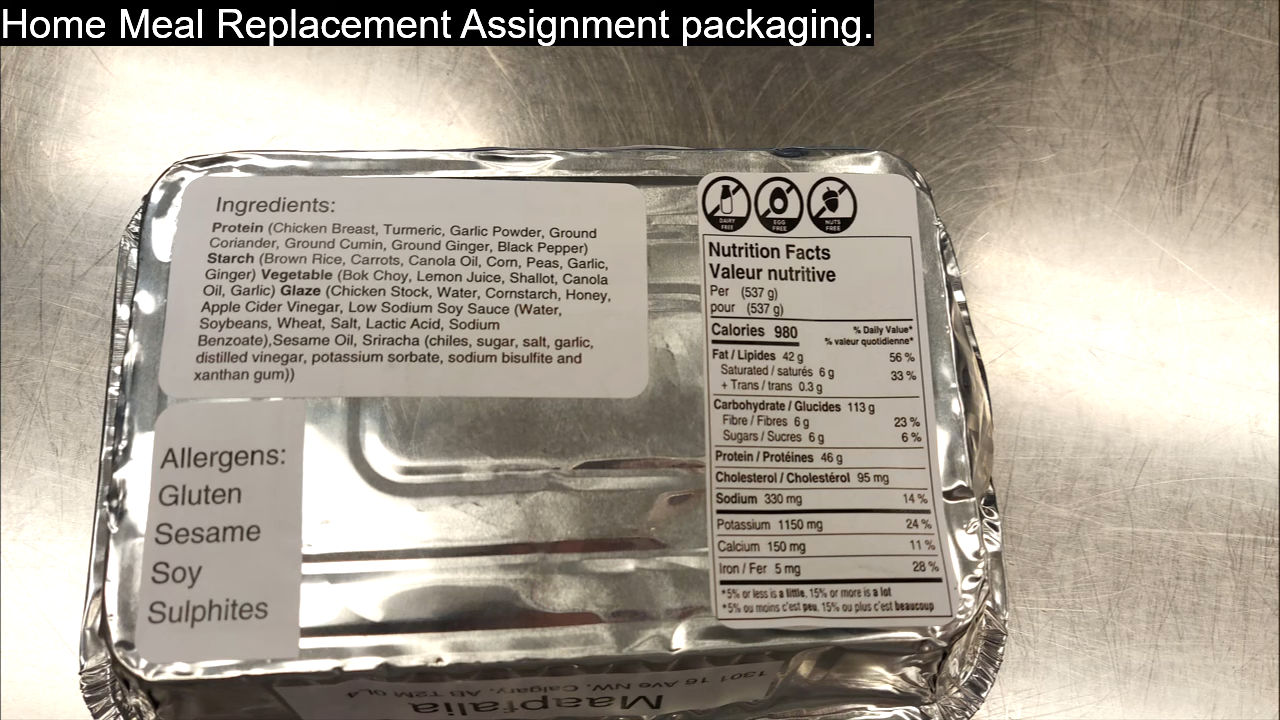 Home Meal Replacement Assignment packaging.
Ingredients:
Protein (Chicken Breast, Turmeric, Garlic Powder, Ground
Coriander, Ground Cumin, Ground Ginger, Black Pepper)
Starch (Brown Rice, Carrots, Canola Oil, Corn, Peas, Garlic,
Ginger) Vegetable (Bok Choy, Lemon Juice, Shallot, Canola
Oil, Garlic) Glaze (Chicken Stock, Water, Cornstarch, Honey,
Apple Cider Vinegar, Low Sodium Soy Sauce (Water,
Soybeans, Wheat, Salt, Lactic Acid, Sodium
Benzoate),Sesame Oil, Sriracha (chiles, sugar, salt, garlic,
distilled vinegar, potassium sorbate, sodium bisulfite and
xanthan gum))
Allergens:
Gluten
Sesame
Soy
Sulphites
DAIRY FREE
EGG FREE
NUTS FREE
Nutrition Facts
Valeur nutritive
Per (537 g)
pour (537 g)
Calories 980
% Daily Value*
% valeur quotidienne*
Fat / Lipides 42 g 56 %
Saturated / saturés 6 g
+ Trans / trans 0.3 g 33 %
Carbohydrate / Glucides 113 g
Fibre / Fibres 6 g 23 %
Sugars / Sucres 6 g 6 %
Protein / Protéines 46 g
Cholesterol / Cholestérol 95 mg
Sodium 330 mg 14 %
Potassium 1150 mg 24 %
Calcium 150 mg 11 %
Iron / Fer 5 mg 28 %
*5% or less is a little, 15% or more is a lot
*5% ou moins c'est peu, 15% ou plus c'est beaucoup
Maapfalia
1301 16 Ave NW, Calgary, AB T2M 0L4